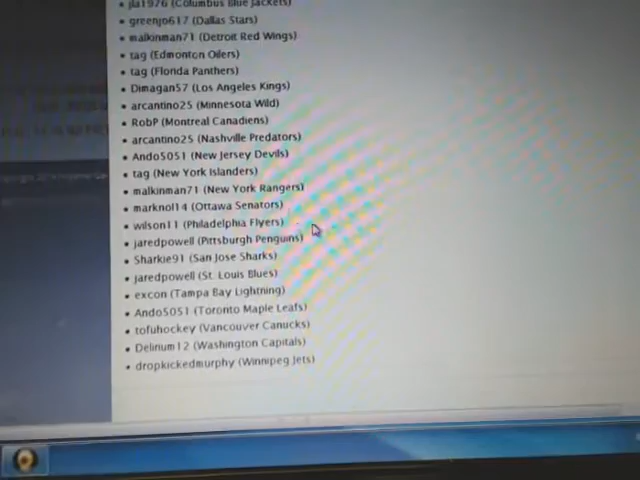 jla1976 (Columbus Blue Jackets)
greenjo617 (Dallas Stars)
malkinman71 (Detroit Red Wings)
tag (Edmonton Oilers)
tag (Florida Panthers)
Dimagan57 (Los Angeles Kings)
arcantino25 (Minnesota Wild)
RobP (Montreal Canadiens)
arcantino25 (Nashville Predators)
Ando5051 (New Jersey Devils)
tag (New York Islanders)
malkinman71 (New York Rangers)
marknol14 (Ottawa Senators)
wilson11 (Philadelphia Flyers)
jaredpowell (Pittsburgh Penguins)
Sharkie91 (San Jose Sharks)
jaredpowell (St. Louis Blues)
excon (Tampa Bay Lightning)
Ando5051 (Toronto Maple Leafs)
tofuhockey (Vancouver Canucks)
Delirium12 (Washington Capitals)
dropkickedmurphy (Winnipeg Jets)